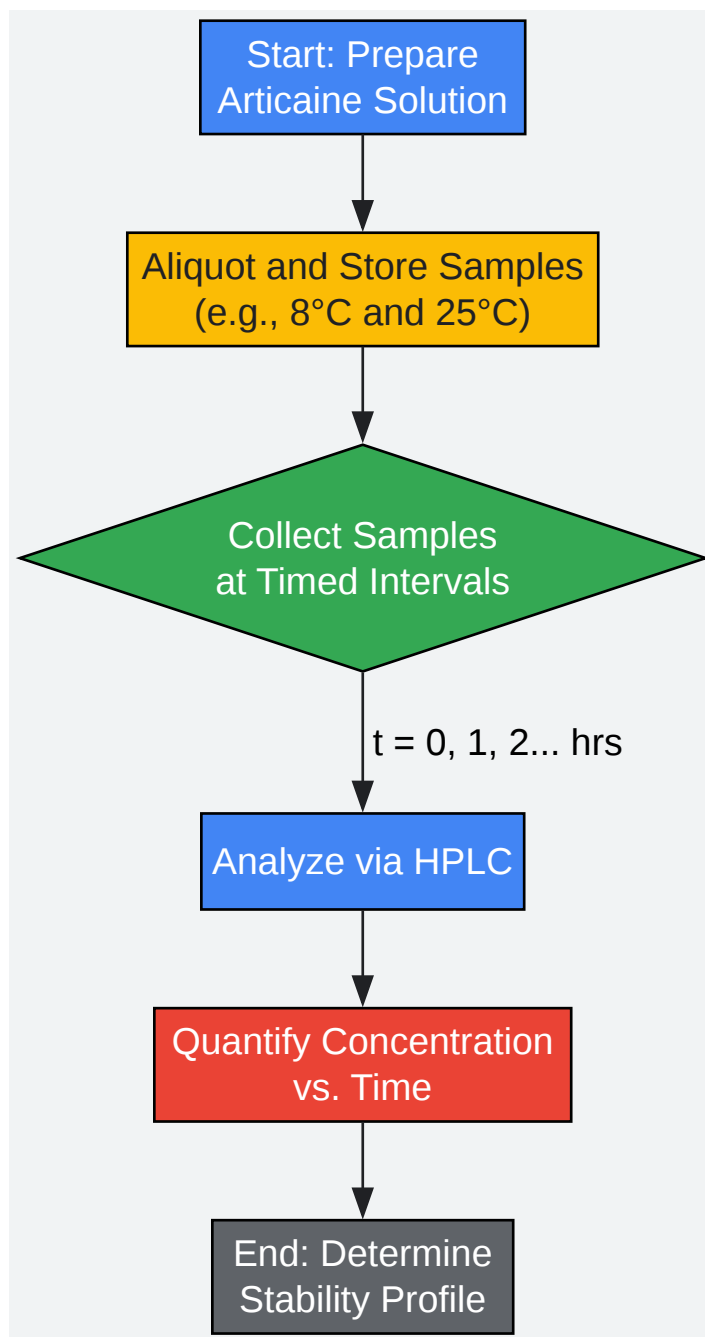 Start: Prepare
Articaine Solution
Aliquot and Store Samples
(e.g., 8°C and 25°C)
Collect Samples
at Timed Intervals
t = 0, 1, 2... hrs
Analyze via HPLC
Quantify Concentration
vs. Time
End: Determine
Stability Profile